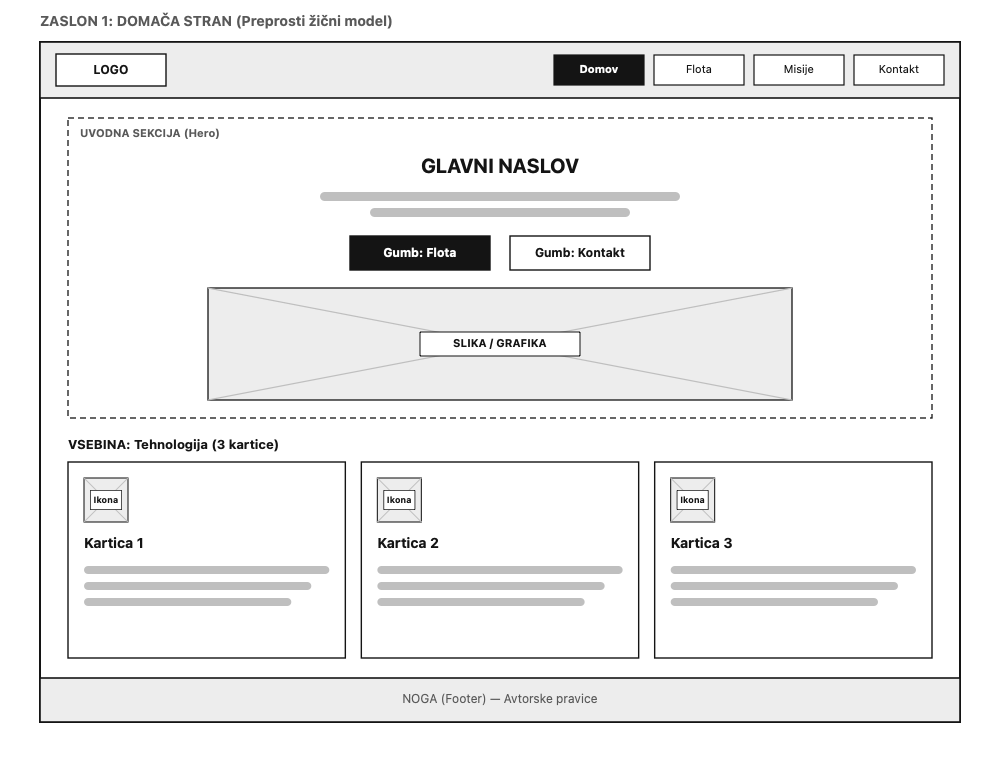 ZASLON 1: DOMAČA STRAN (Preprosti žični model)
LOGO
Domov
Flota
Misije
Kontakt
UVODNA SEKCIJA (Hero)
GLAVNI NASLOV
Gumb: Flota
Gumb: Kontakt
SLIKA / GRAFIKA
VSEBINA: Tehnologija (3 kartice)
Ikona
Kartica 1
Ikona
Kartica 2
Ikona
Kartica 3
NOGA (Footer) — Avtorske pravice